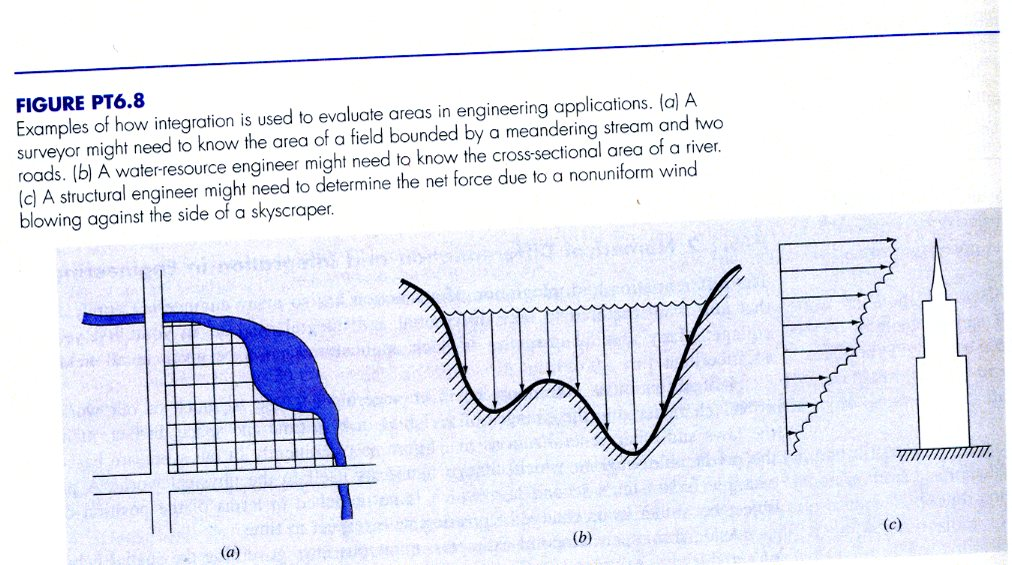 FIGURE PT6.8
Examples of how integration is used to evaluate areas in engineering applications. (a) A
surveyor might need to know the area of a field bounded by a meandering stream and two
roads. (b) A water-resource engineer might need to know the cross-sectional area of a river.
(c) A structural engineer might need to determine the net force due to a nonuniform wind
blowing against the side of a skyscraper.
(a)
(b)
(c)